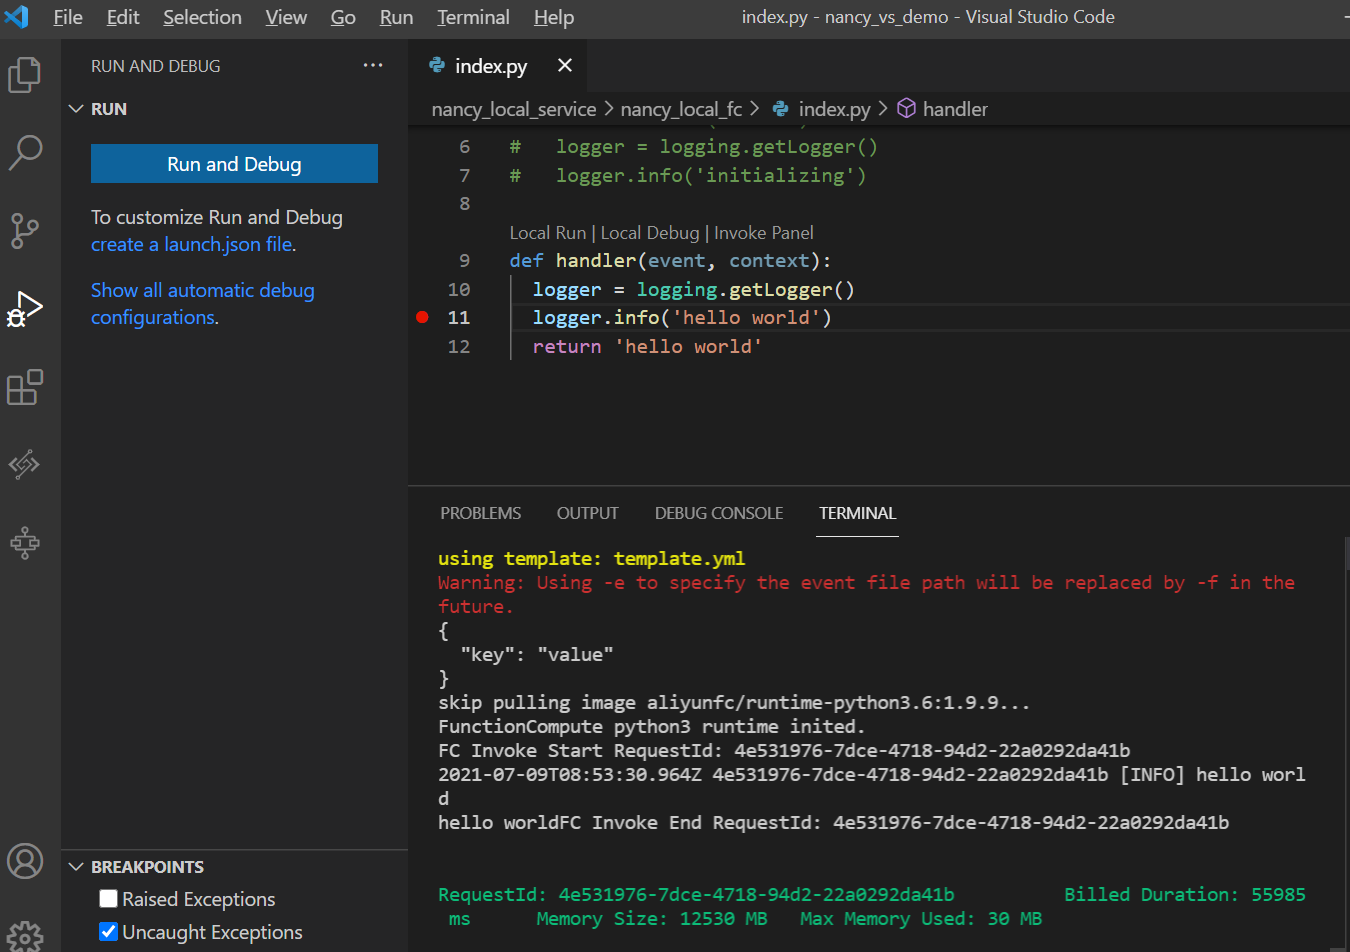 File Edit Selection View Go Run Terminal Help index.py - nancy_vs_demo - Visual Studio Code
RUN AND DEBUG ...
RUN
Run and Debug
To customize Run and Debug
create a launch.json file.
Show all automatic debug
configurations.
BREAKPOINTS
Raised Exceptions
Uncaught Exceptions
index.py
nancy_local_service > nancy_local_fc > index.py > handler
6 # logger = logging.getLogger()
7 # logger.info('initializing')
8
Local Run | Local Debug | Invoke Panel
9 def handler(event, context):
10 logger = logging.getLogger()
11 logger.info('hello world')
12 return 'hello world'
PROBLEMS OUTPUT DEBUG CONSOLE TERMINAL
using template: template.yml
Warning: Using -e to specify the event file path will be replaced by -f in the
future.
{
"key": "value"
}
skip pulling image aliyunfc/runtime-python3.6:1.9.9...
FunctionCompute python3 runtime inited.
FC Invoke Start RequestId: 4e531976-7dce-4718-94d2-22a0292da41b
2021-07-09T08:53:30.964Z 4e531976-7dce-4718-94d2-22a0292da41b [INFO] hello worl
d
hello worldFC Invoke End RequestId: 4e531976-7dce-4718-94d2-22a0292da41b
RequestId: 4e531976-7dce-4718-94d2-22a0292da41b Billed Duration: 55985
ms Memory Size: 12530 MB Max Memory Used: 30 MB